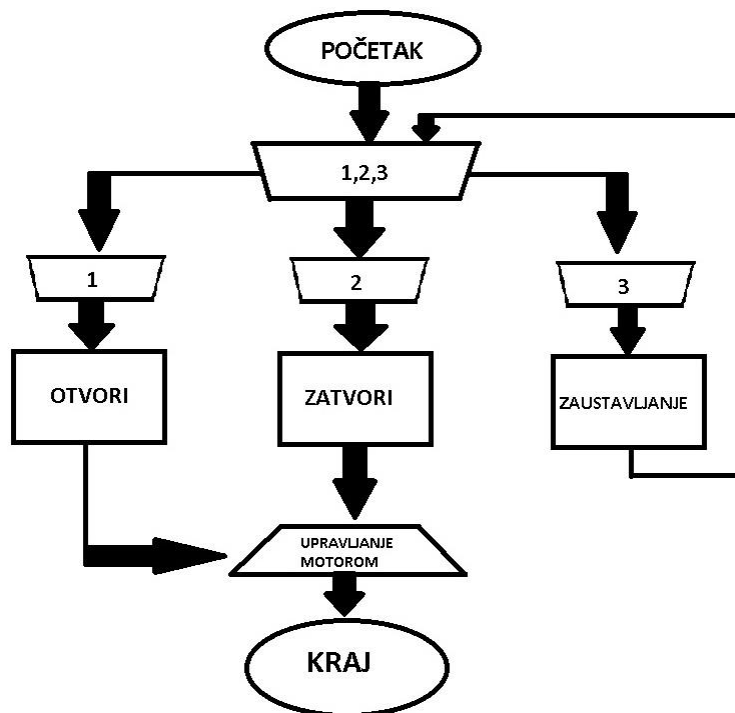 POČETAK
1,2,3
1
2
3
OTVORI
ZATVORI
ZAUSTAVLJANJE
UPRAVLJANJE
MOTOROM
KRAJ